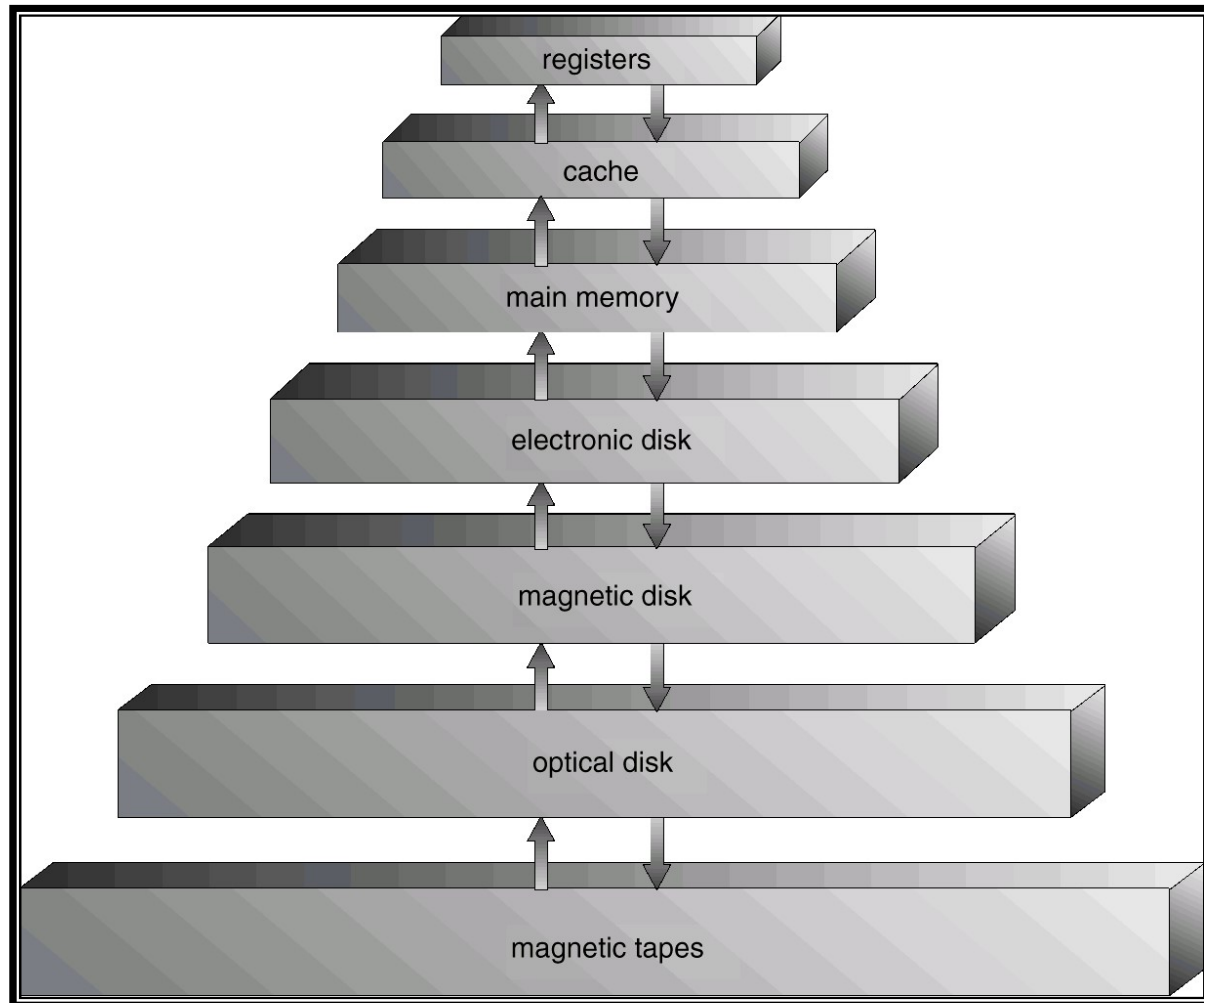 registers
cache
main memory
electronic disk
magnetic disk
optical disk
magnetic tapes